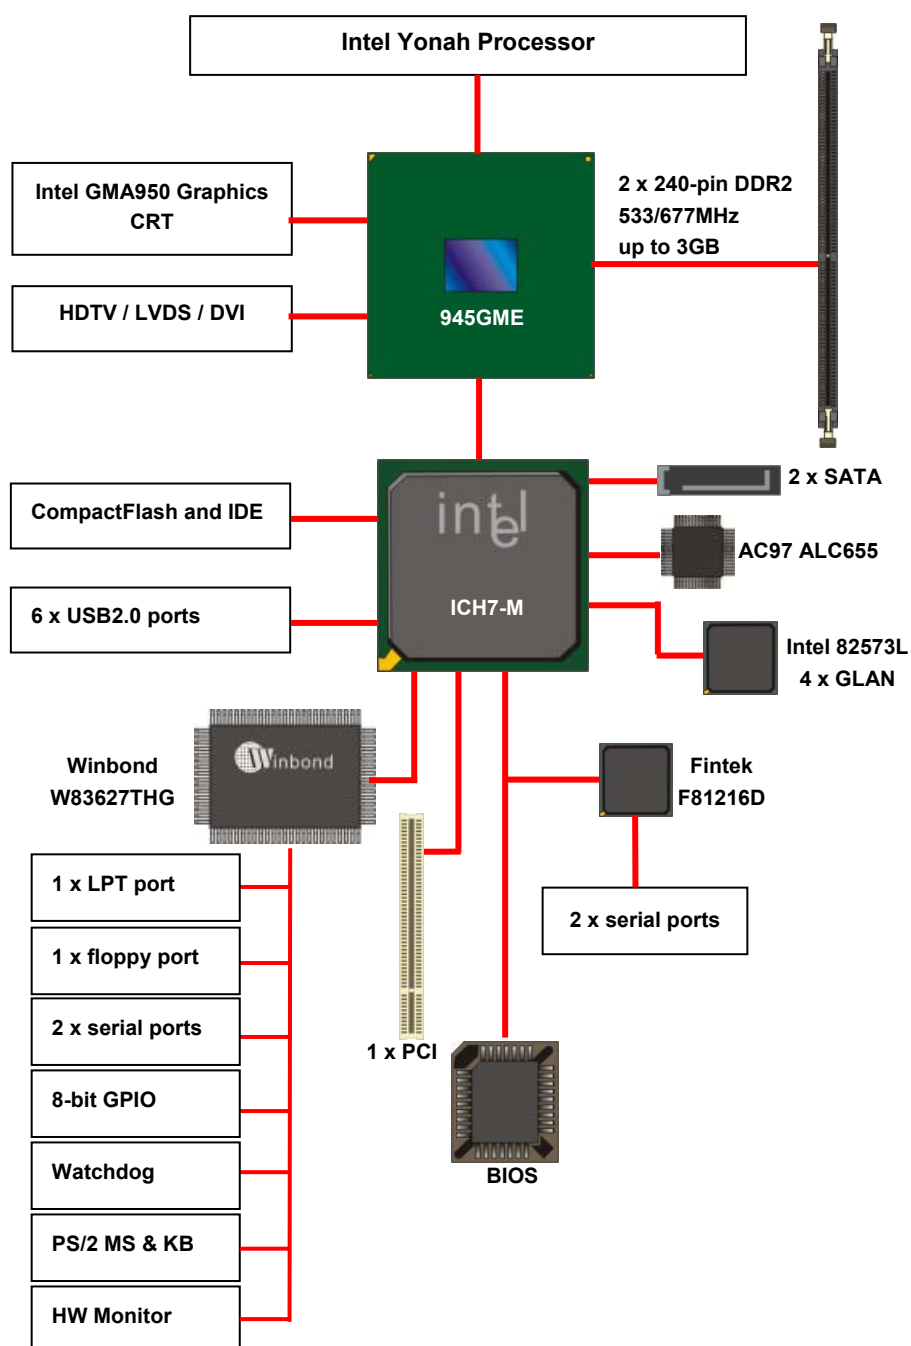 Intel Yonah Processor
Intel GMA950 Graphics
CRT
2 x 240-pin DDR2
533/677MHz
up to 3GB
HDTV / LVDS / DVI
945GME
2 x SATA
CompactFlash and IDE
intel
AC97 ALC655
6 x USB2.0 ports
ICH7-M
Intel 82573L
4 x GLAN
Winbond
W83627THG
Winbond
Fintek
F81216D
1 x LPT port
2 x serial ports
1 x floppy port
2 x serial ports
1 x PCI
8-bit GPIO
Watchdog
BIOS
PS/2 MS & KB
HW Monitor